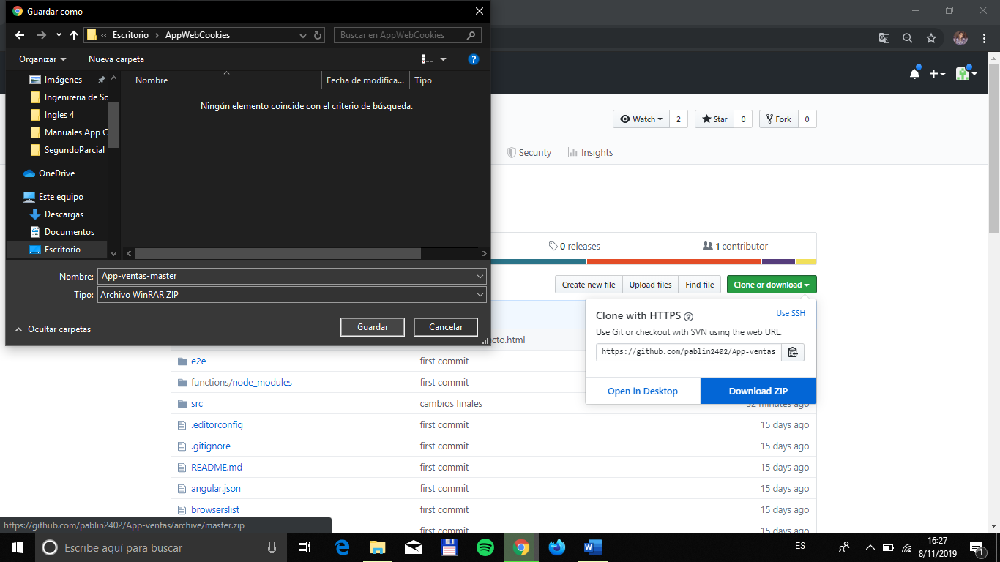 Guardar como
« Escritorio › AppWebCookies
Buscar en AppWebCookies
Organizar
Nueva carpeta
Imágenes
Ingenireria de Sc
Ingles 4
Manuales App C
SegundoParcial
OneDrive
Este equipo
Descargas
Documentos
Escritorio
Nombre
Fecha de modifica...
Tipo
Ningún elemento coincide con el criterio de búsqueda.
Nombre: App-ventas-master
Tipo: Archivo WinRAR ZIP
Ocultar carpetas
Guardar
Cancelar
Watch 2
Star 0
Fork 0
Security
Insights
0 releases
1 contributor
Create new file
Upload files
Find file
Clone or download
Clone with HTTPS
Use SSH
Use Git or checkout with SVN using the web URL.
https://github.com/pablin2402/App-ventas
Open in Desktop
Download ZIP
cto.html
e2e first commit
functions/node_modules first commit
src cambios finales 32 minutes ago
.editorconfig first commit 15 days ago
.gitignore first commit 15 days ago
README.md first commit 15 days ago
angular.json first commit 15 days ago
browserslist first commit 15 days ago
first commit 15 days ago
https://github.com/pablin2402/App-ventas/archive/master.zip
Escribe aquí para buscar
ES
16:27
8/11/2019
1